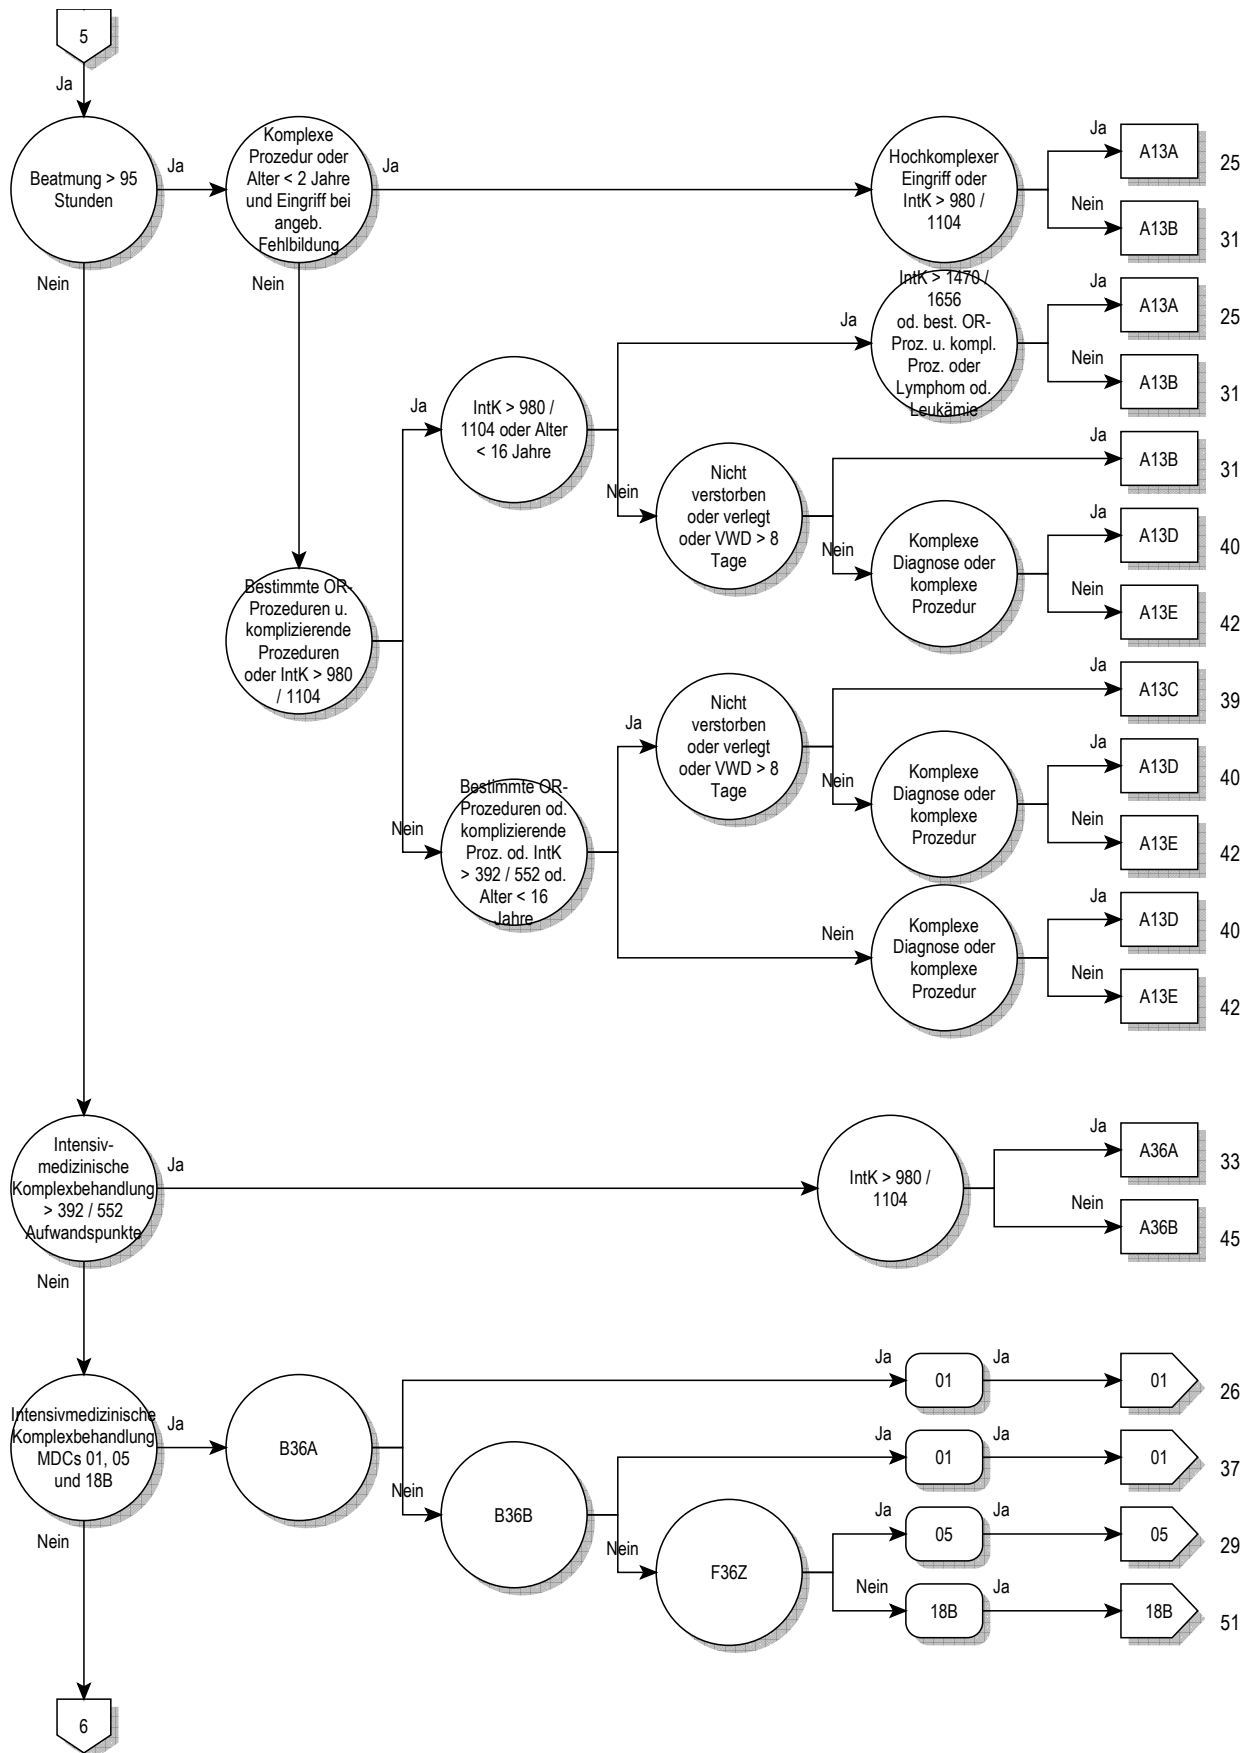 5
Ja
Beatmung > 95
Stunden
Ja
Komplexe
Prozedur oder
Alter < 2 Jahre
und Eingriff bei
angeb.
Fehlbildung
Ja
Hochkomplexer
Eingriff oder
IntK > 980 /
1104
Ja
A13A
25
Nein
A13B
31
Nein
Nein
IntK > 1470 /
1656
od. best. OR-
Proz. u. kompl.
Proz. oder
Lymphom od.
Leukämie
Ja
Ja
A13A
25
Nein
A13B
31
Ja
IntK > 980 /
1104 oder Alter
< 16 Jahre
Nein
Nicht
verstorben
oder verlegt
oder VWD > 8
Tage
Ja
A13B
31
Nein
Komplexe
Diagnose oder
komplexe
Prozedur
Ja
A13D
40
Nein
A13E
42
Bestimmte OR-
Prozeduren u.
komplizierende
Prozeduren
oder IntK > 980
/ 1104
Nein
Bestimmte OR-
Prozeduren od.
komplizierende
Proz. od. IntK
> 392 / 552 od.
Alter < 16
Jahre
Ja
Nicht
verstorben
oder verlegt
oder VWD > 8
Tage
Ja
A13C
39
Nein
Komplexe
Diagnose oder
komplexe
Prozedur
Ja
A13D
40
Nein
A13E
42
Nein
Komplexe
Diagnose oder
komplexe
Prozedur
Ja
A13D
40
Nein
A13E
42
Intensiv-
medizinische
Komplexbehandlung
> 392 / 552
Aufwandspunkte
Ja
IntK > 980 /
1104
Ja
A36A
33
Nein
A36B
45
Nein
Intensivmedizinische
Komplexbehandlung
MDCs 01, 05
und 18B
Ja
B36A
Ja
01
Ja
01
26
Nein
B36B
Ja
01
Ja
01
37
Nein
F36Z
Ja
05
Ja
05
29
Nein
18B
Ja
18B
51
Nein
6